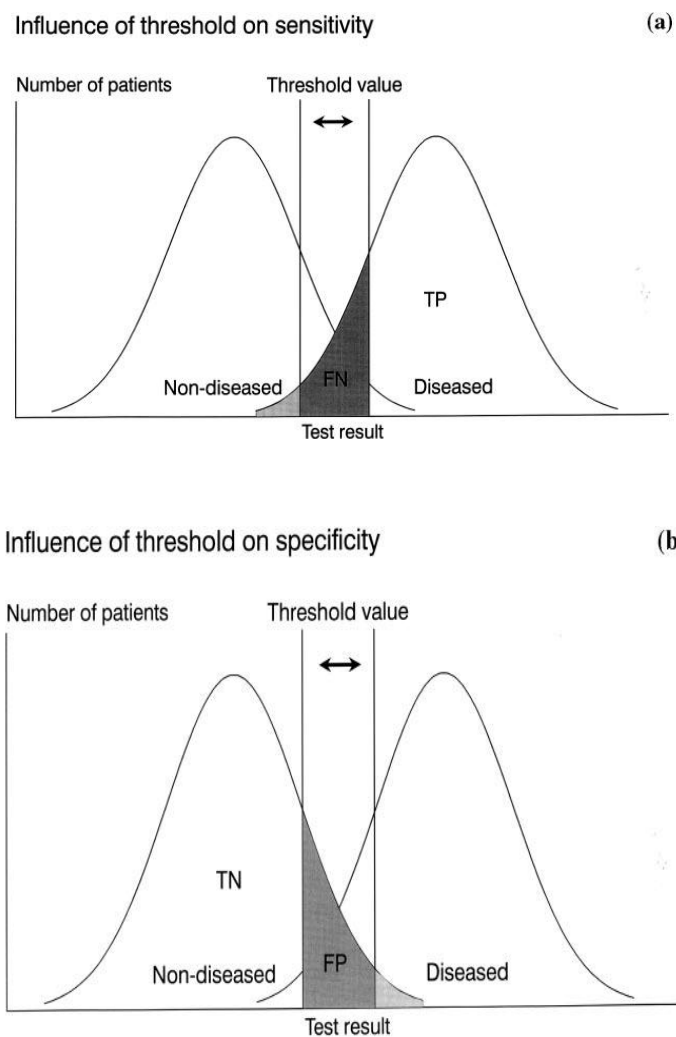 Influence of threshold on sensitivity (a)
Number of patients Threshold value
TP
FN
Non-diseased Diseased
Test result
Influence of threshold on specificity (b
Number of patients Threshold value
TN
FP
Non-diseased Diseased
Test result